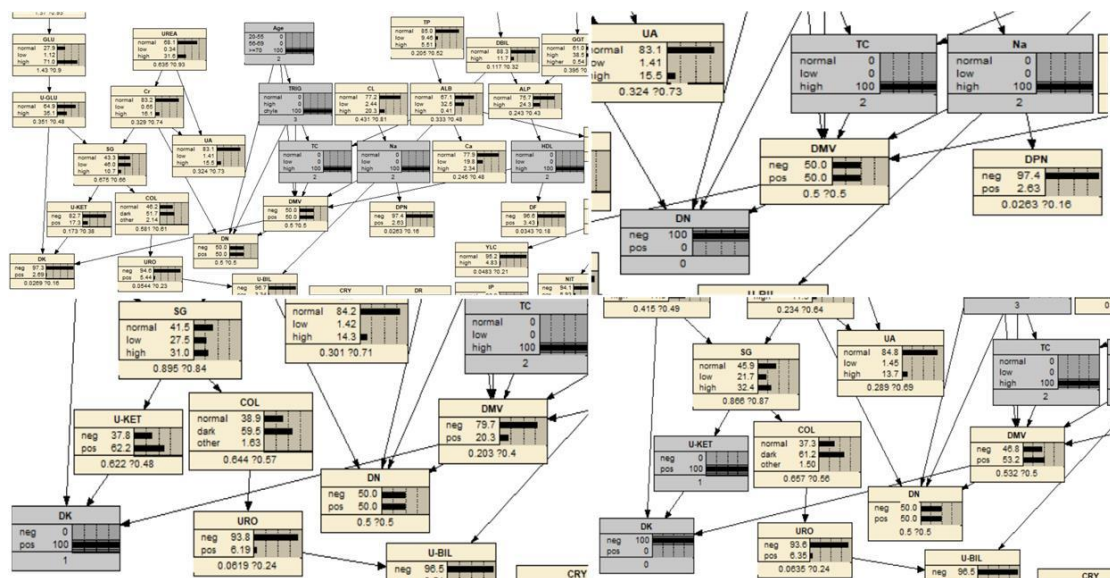 GLU
normal 27.9
low 1.12
high 71.0
1.43 ?0.9
UREA
normal 68.1
low 0.34
high 31.6
0.635 ?0.93
Age
20-55 0
56-69 0
>=70 100
2
TP
normal 85.0
low 9.46
high 5.51
0.205 ?0.52
DBIL
normal 88.3
high 11.7
0.117 ?0.32
GGT
normal 61.0
high 38.5
higher 0.54
U-GLU
normal 64.9
high 35.1
0.351 ?0.48
Cr
normal 83.2
low 0.68
high 16.1
0.329 ?0.74
TRIG
normal 0
high 0
chyle 100
3
CL
normal 77.2
low 2.44
high 20.3
0.431 ?0.81
ALB
normal 67.1
low 32.5
high 0.41
0.333 ?0.48
ALP
normal 75.7
high 24.3
0.243 ?0.43
SG
normal 43.3
low 46.0
high 10.7
0.675 ?0.66
UA
normal 83.1
low 1.41
high 15.5
0.324 ?0.73
TC
normal 0
low 0
high 100
2
Na
normal 0
low 0
high 100
2
Ca
normal 77.9
low 19.8
high 2.34
0.245 ?0.48
HDL
normal 0
low 0
high 100
2
U-KET
neg 82.7
pos 17.3
0.173 ?0.38
COL
normal 46.2
dark 51.7
other 2.14
0.581 ?0.61
DMV
neg 50.0
pos 50.0
0.5 ?0.5
DPN
neg 97.4
pos 2.63
0.0263 ?0.16
DF
neg 96.6
pos 3.43
0.0343 ?0.18
DN
neg 50.0
pos 50.0
0.5 ?0.5
YLC
normal 95.2
high 4.83
0.0483 ?0.21
DK
neg 97.3
pos 2.69
0.0269 ?0.16
URO
neg 94.6
pos 5.44
0.0544 ?0.23
U-BIL
neg 96.7
CRY
DR
IP
NIT
neg 94.1
UA
normal 83.1
low 1.41
high 15.5
0.324 ?0.73
TC
normal 0
low 0
high 100
2
Na
normal 0
low 0
high 100
2
DMV
neg 50.0
pos 50.0
0.5 ?0.5
DPN
neg 97.4
pos 2.63
0.0263 ?0.16
DN
neg 100
pos 0
0
U-BIL
SG
normal 41.5
low 27.5
high 31.0
0.895 ?0.84
normal 84.2
low 1.42
high 14.3
0.301 ?0.71
TC
normal 0
low 0
high 100
2
U-KET
neg 37.8
pos 62.2
0.622 ?0.48
COL
normal 38.9
dark 59.5
other 1.63
0.644 ?0.57
DMV
neg 79.7
pos 20.3
0.203 ?0.4
DN
neg 50.0
pos 50.0
0.5 ?0.5
DK
neg 0
pos 100
1
URO
neg 93.8
pos 6.19
0.0619 ?0.24
U-BIL
neg 96.5
CRY
0.415 ?0.49
0.234 ?0.64
3
SG
normal 45.9
low 21.7
high 32.4
0.866 ?0.87
UA
normal 84.8
low 1.45
high 13.7
0.289 ?0.69
TC
normal 0
low 0
high 100
2
U-KET
neg 0
pos 100
1
COL
normal 37.3
dark 61.2
other 1.50
0.657 ?0.56
DMV
neg 46.8
pos 53.2
0.532 ?0.5
DN
neg 50.0
pos 50.0
0.5 ?0.5
DK
neg 100
pos 0
0
URO
neg 93.6
pos 6.35
0.0635 ?0.24
U-BIL
neg 96.5
CRY